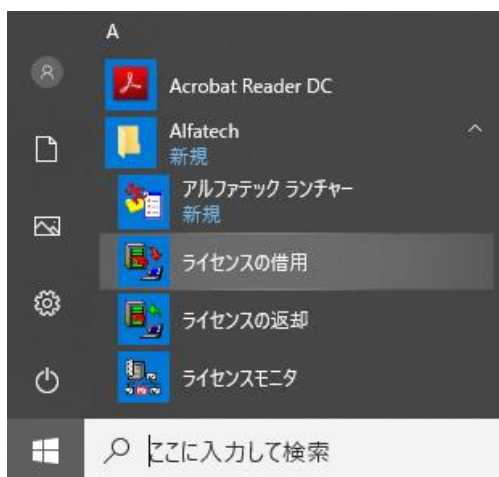 A
Acrobat Reader DC
Alfatech
新規
アルファテック ランチャー
新規
ライセンスの借用
ライセンスの返却
ライセンスモニタ
ここに入力して検索